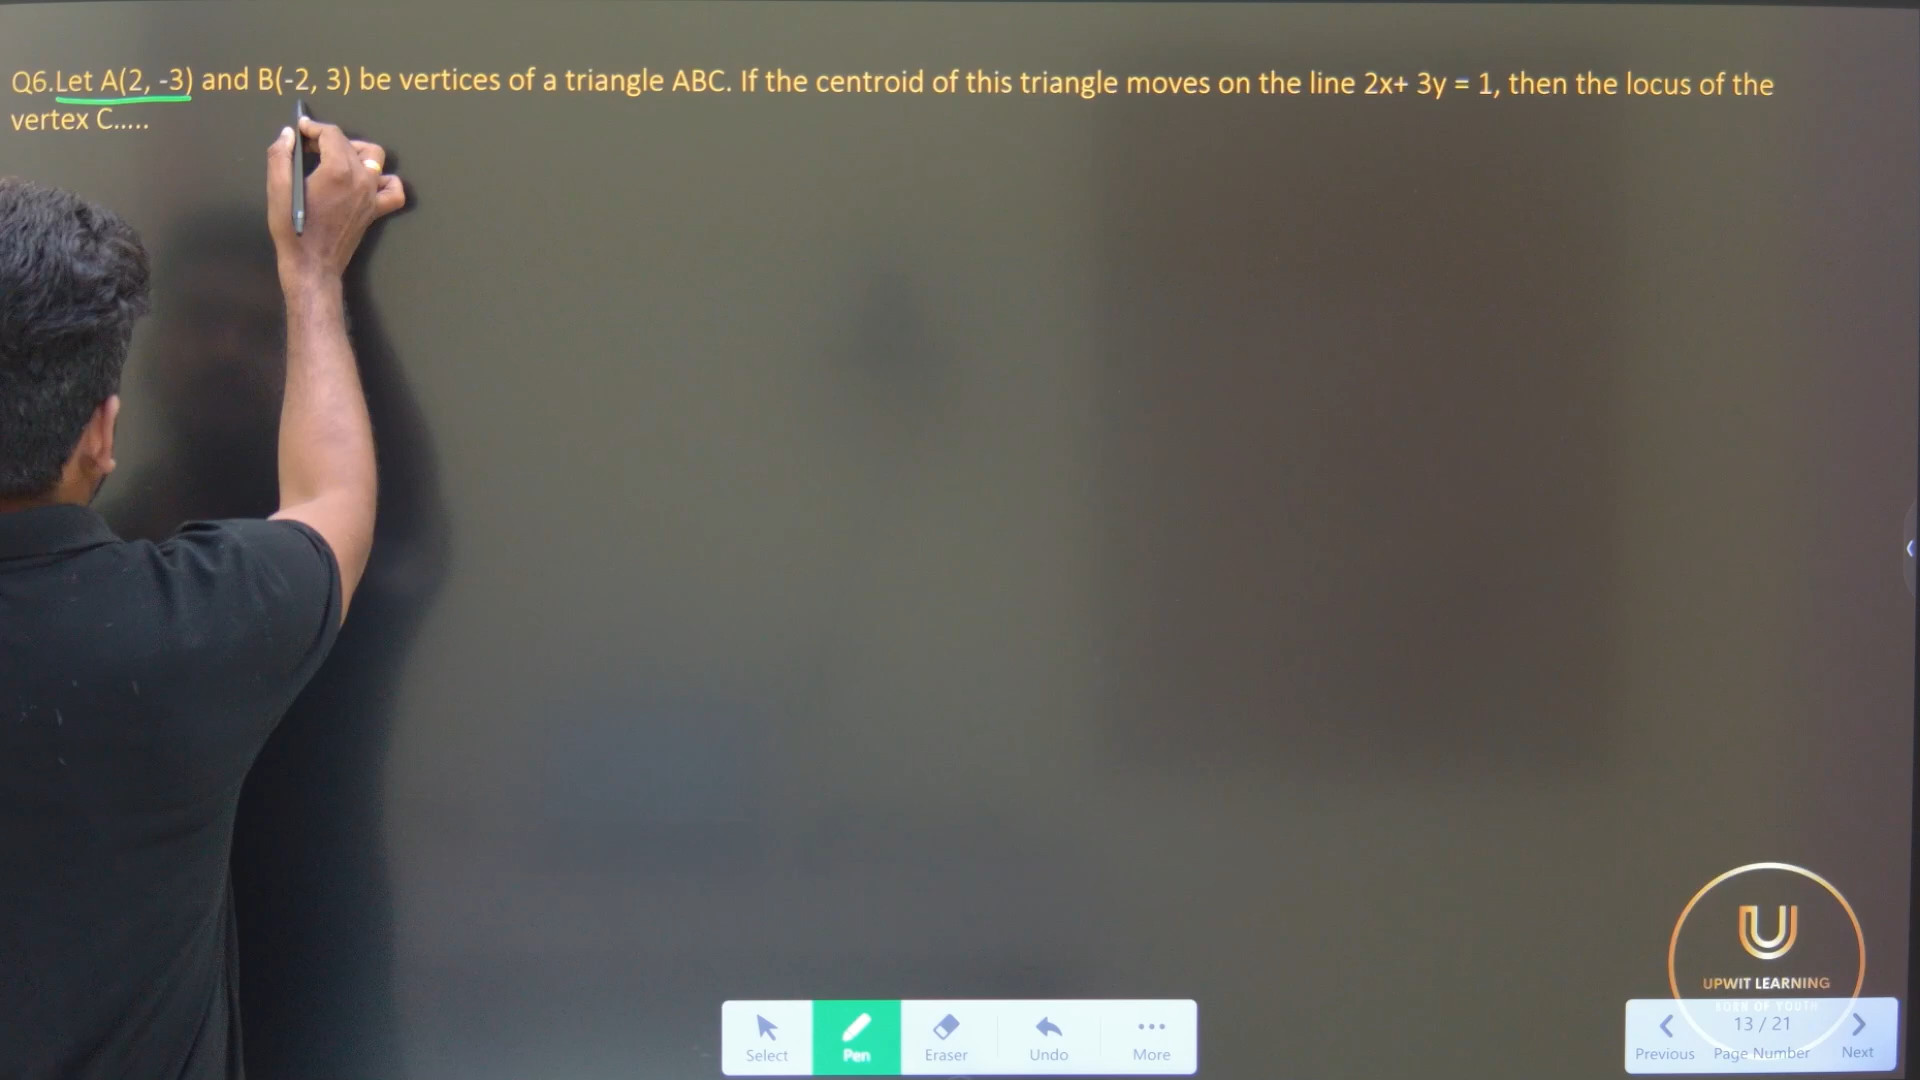 Q6.Let A(2, -3) and B(-2, 3) be vertices of a triangle ABC. If the centroid of this triangle moves on the line 2x+ 3y = 1, then the locus of the
vertex C.....
UPWIT LEARNING
Select Pen Eraser Undo More
13 / 21
Previous Page Number Next